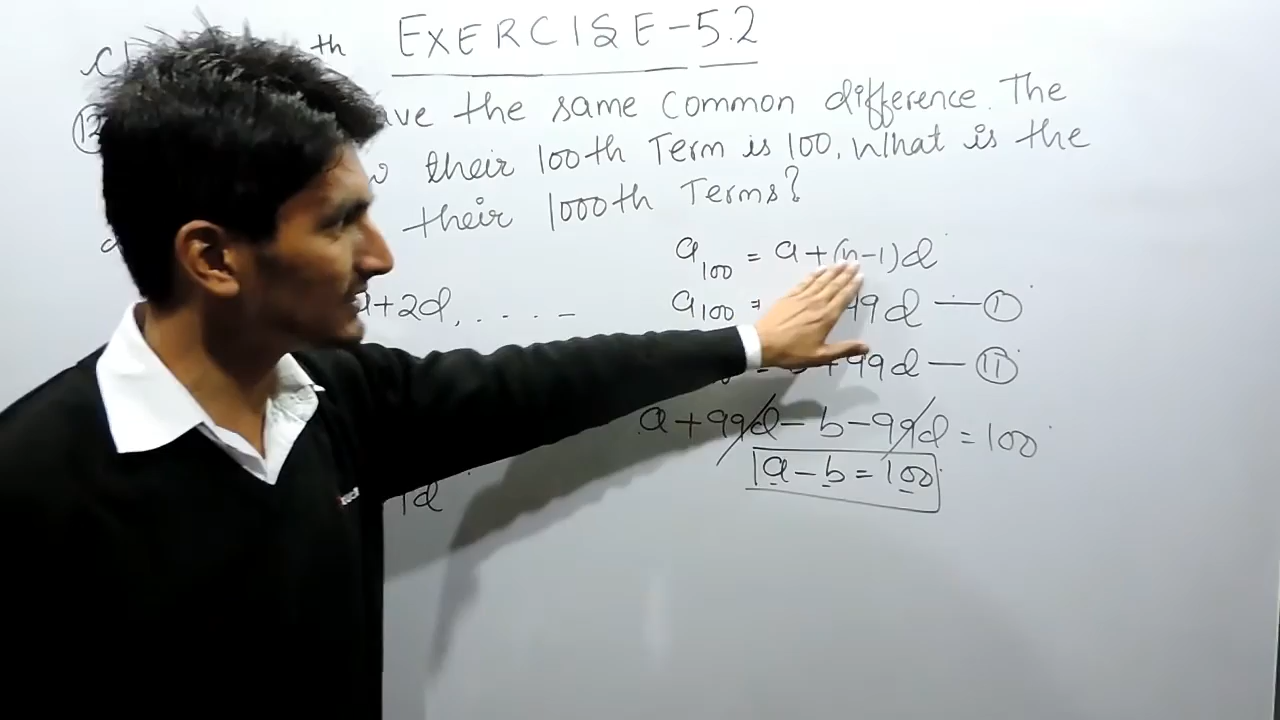 th EXERCISE-5.2
(12) ave the same common difference. The
their 100th Term is 100. What is the
their 1000th Terms?
a100 = a+(n-1)d
a+2d, . . . .
a100 = 99d — (1)
= +99d — (11)
a+99d-b-99d = 100
a-b = 100
d